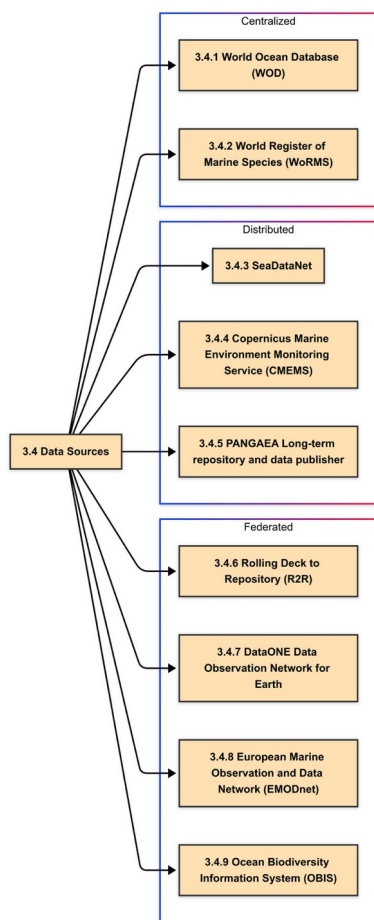 Centralized
3.4.1 World Ocean Database
(WOD)
3.4.2 World Register of
Marine Species (WoRMS)
Distributed
3.4.3 SeaDataNet
3.4.4 Copernicus Marine
Environment Monitoring
Service (CMEMS)
3.4 Data Sources
3.4.5 PANGAEA Long-term
repository and data publisher
Federated
3.4.6 Rolling Deck to
Repository (R2R)
3.4.7 DataONE Data
Observation Network for
Earth
3.4.8 European Marine
Observation and Data
Network (EMODnet)
3.4.9 Ocean Biodiversity
Information System (OBIS)